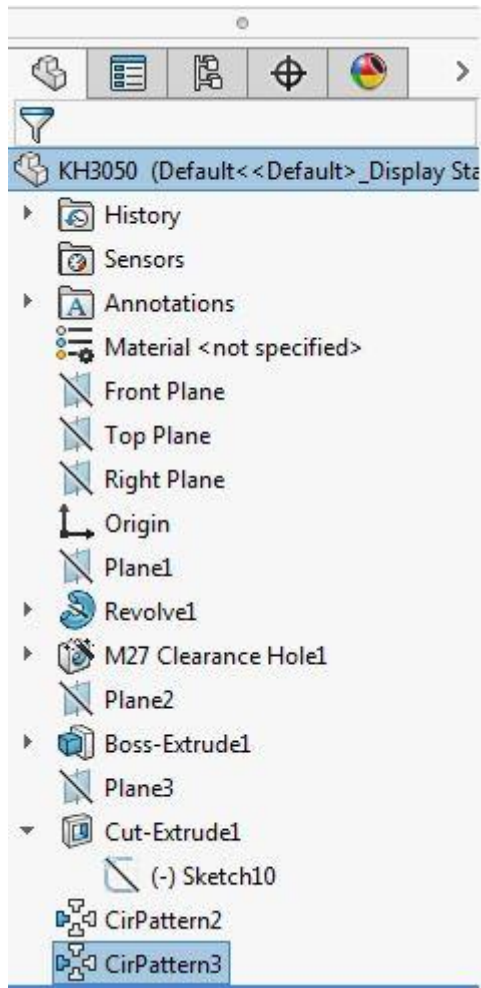 KH3050 (Default<<Default>_Display Sta
History
Sensors
A Annotations
Material <not specified>
Front Plane
Top Plane
Right Plane
Origin
Plane1
Revolve1
M27 Clearance Hole1
Plane2
Boss-Extrude1
Plane3
Cut-Extrude1
(-) Sketch10
CirPattern2
CirPattern3